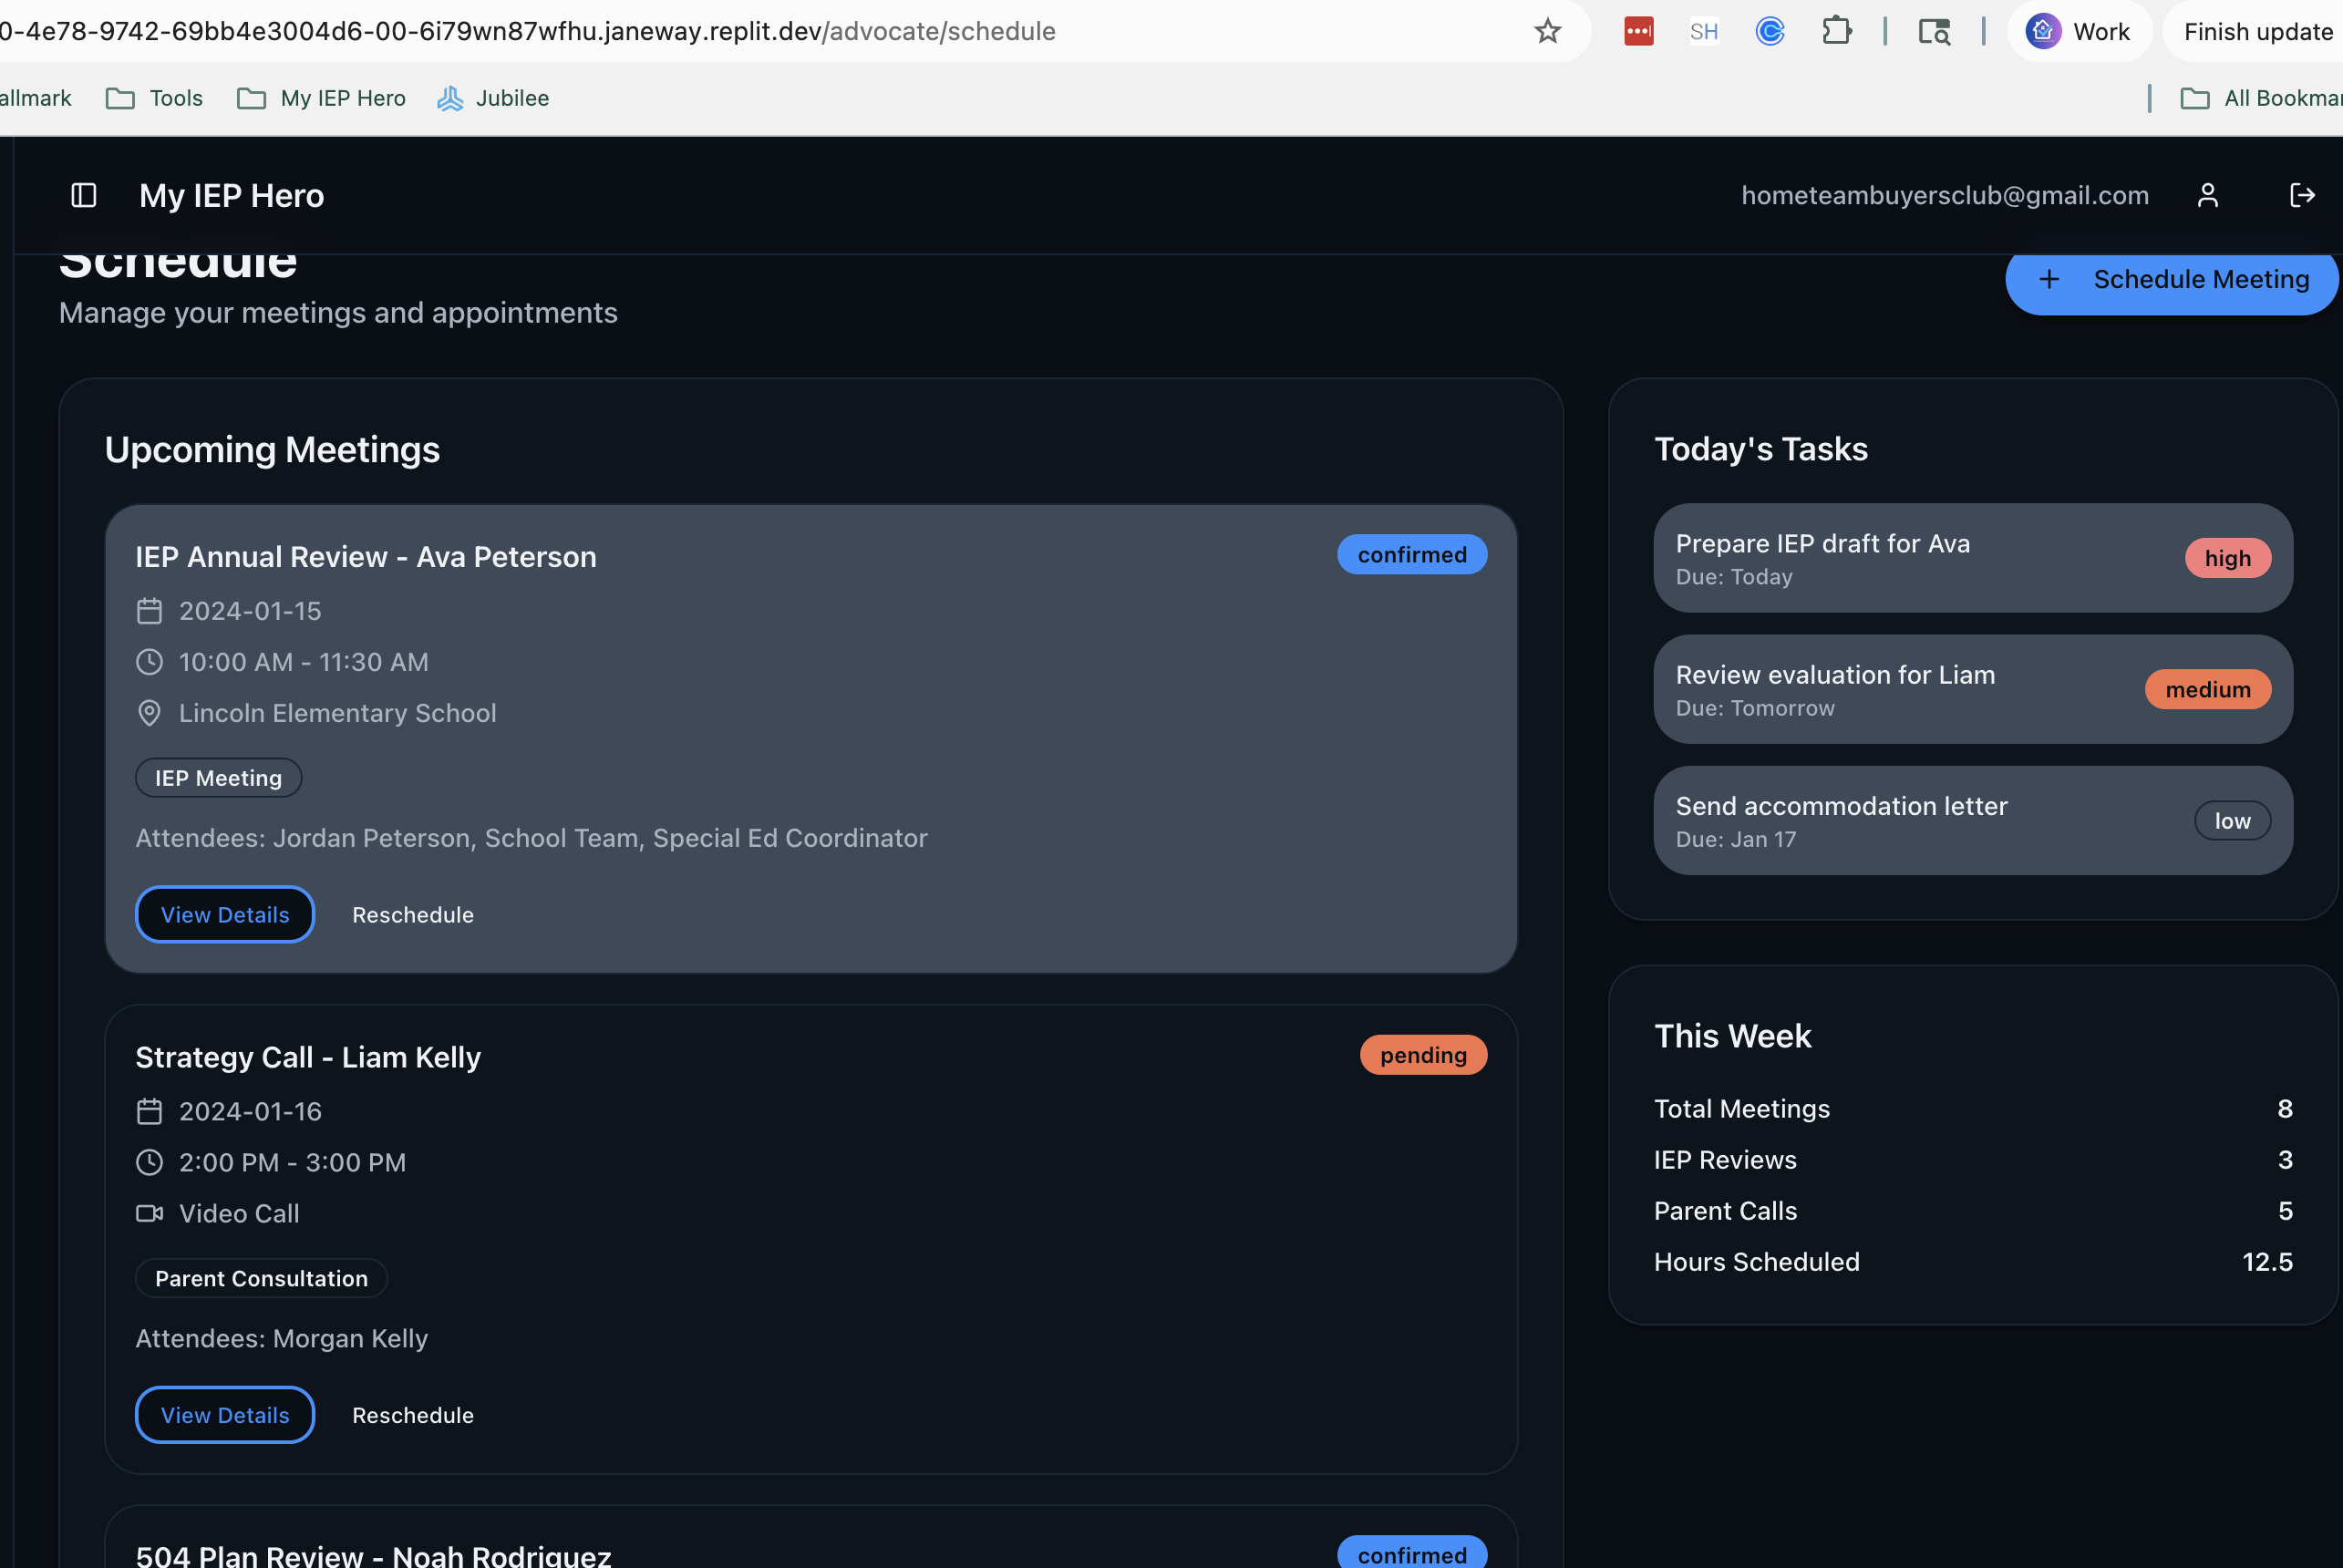 0-4e78-9742-69bb4e3004d6-00-6i79wn87wfhu.janeway.replit.dev/advocate/schedule
SH
Work
Finish update
allmark
Tools
My IEP Hero
Jubilee
All Bookmar
My IEP Hero
hometeambuyersclub@gmail.com
Schedule
Manage your meetings and appointments
+ Schedule Meeting
Upcoming Meetings
IEP Annual Review - Ava Peterson
confirmed
2024-01-15
10:00 AM - 11:30 AM
Lincoln Elementary School
IEP Meeting
Attendees: Jordan Peterson, School Team, Special Ed Coordinator
View Details
Reschedule
Strategy Call - Liam Kelly
pending
2024-01-16
2:00 PM - 3:00 PM
Video Call
Parent Consultation
Attendees: Morgan Kelly
View Details
Reschedule
504 Plan Review - Noah Rodriguez
confirmed
Today's Tasks
Prepare IEP draft for Ava
Due: Today
high
Review evaluation for Liam
Due: Tomorrow
medium
Send accommodation letter
Due: Jan 17
low
This Week
Total Meetings 8
IEP Reviews 3
Parent Calls 5
Hours Scheduled 12.5